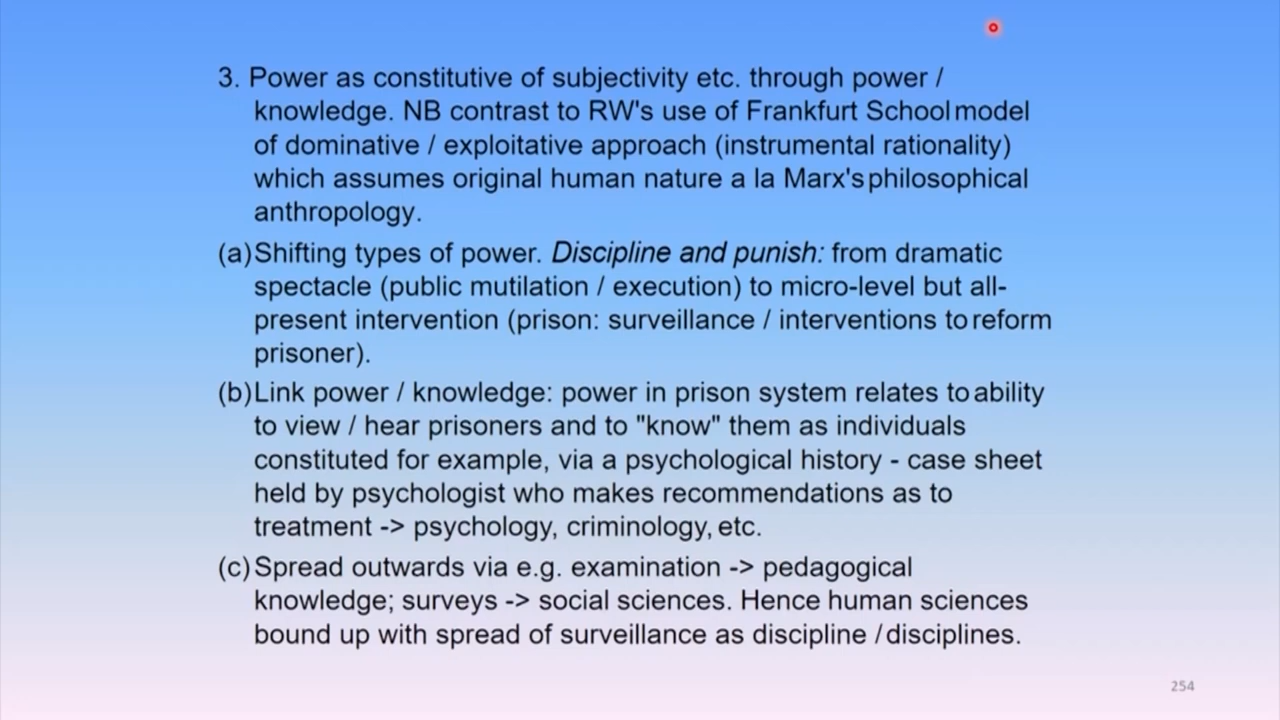 3. Power as constitutive of subjectivity etc. through power /
knowledge. NB contrast to RW's use of Frankfurt School model
of dominative / exploitative approach (instrumental rationality)
which assumes original human nature a la Marx's philosophical
anthropology.
(a) Shifting types of power. Discipline and punish: from dramatic
spectacle (public mutilation / execution) to micro-level but all-
present intervention (prison: surveillance / interventions to reform
prisoner).
(b) Link power / knowledge: power in prison system relates to ability
to view / hear prisoners and to "know" them as individuals
constituted for example, via a psychological history - case sheet
held by psychologist who makes recommendations as to
treatment -> psychology, criminology, etc.
(c) Spread outwards via e.g. examination -> pedagogical
knowledge; surveys -> social sciences. Hence human sciences
bound up with spread of surveillance as discipline / disciplines.
254